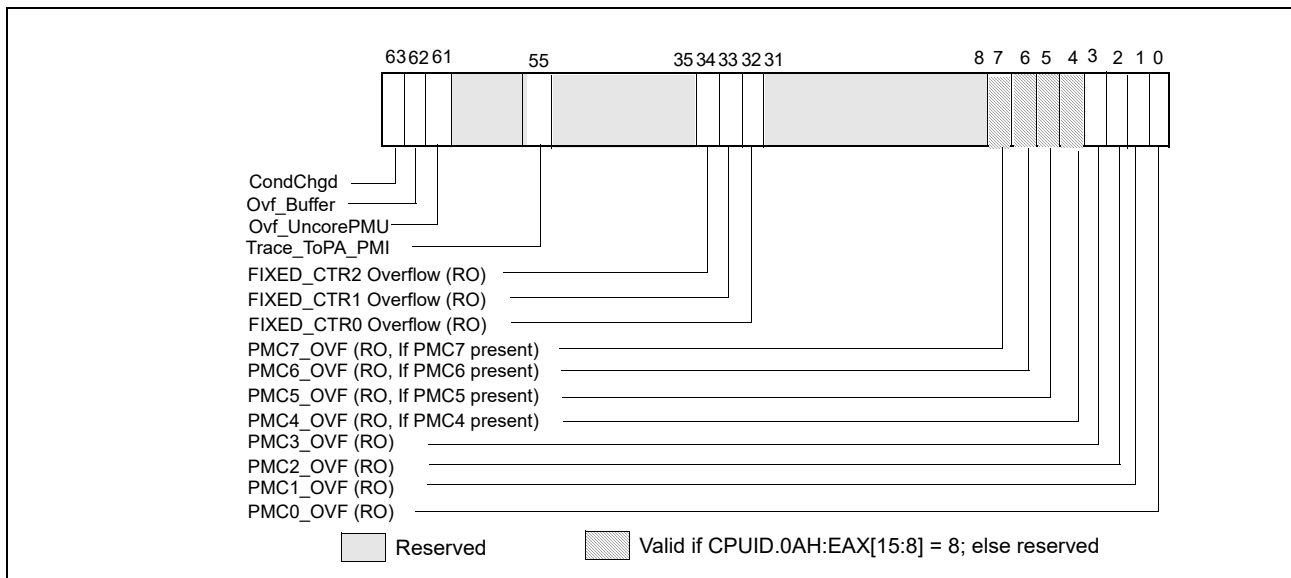 63 62 61 55 35 34 33 32 31 8 7 6 5 4 3 2 1 0
CondChgd
Ovf_Buffer
Ovf_UncorePMU
Trace_ToPA_PMI
FIXED_CTR2 Overflow (RO)
FIXED_CTR1 Overflow (RO)
FIXED_CTR0 Overflow (RO)
PMC7_OVF (RO, If PMC7 present)
PMC6_OVF (RO, If PMC6 present)
PMC5_OVF (RO, If PMC5 present)
PMC4_OVF (RO, If PMC4 present)
PMC3_OVF (RO)
PMC2_OVF (RO)
PMC1_OVF (RO)
PMC0_OVF (RO)
Reserved
Valid if CPUID.0AH:EAX[15:8] = 8; else reserved